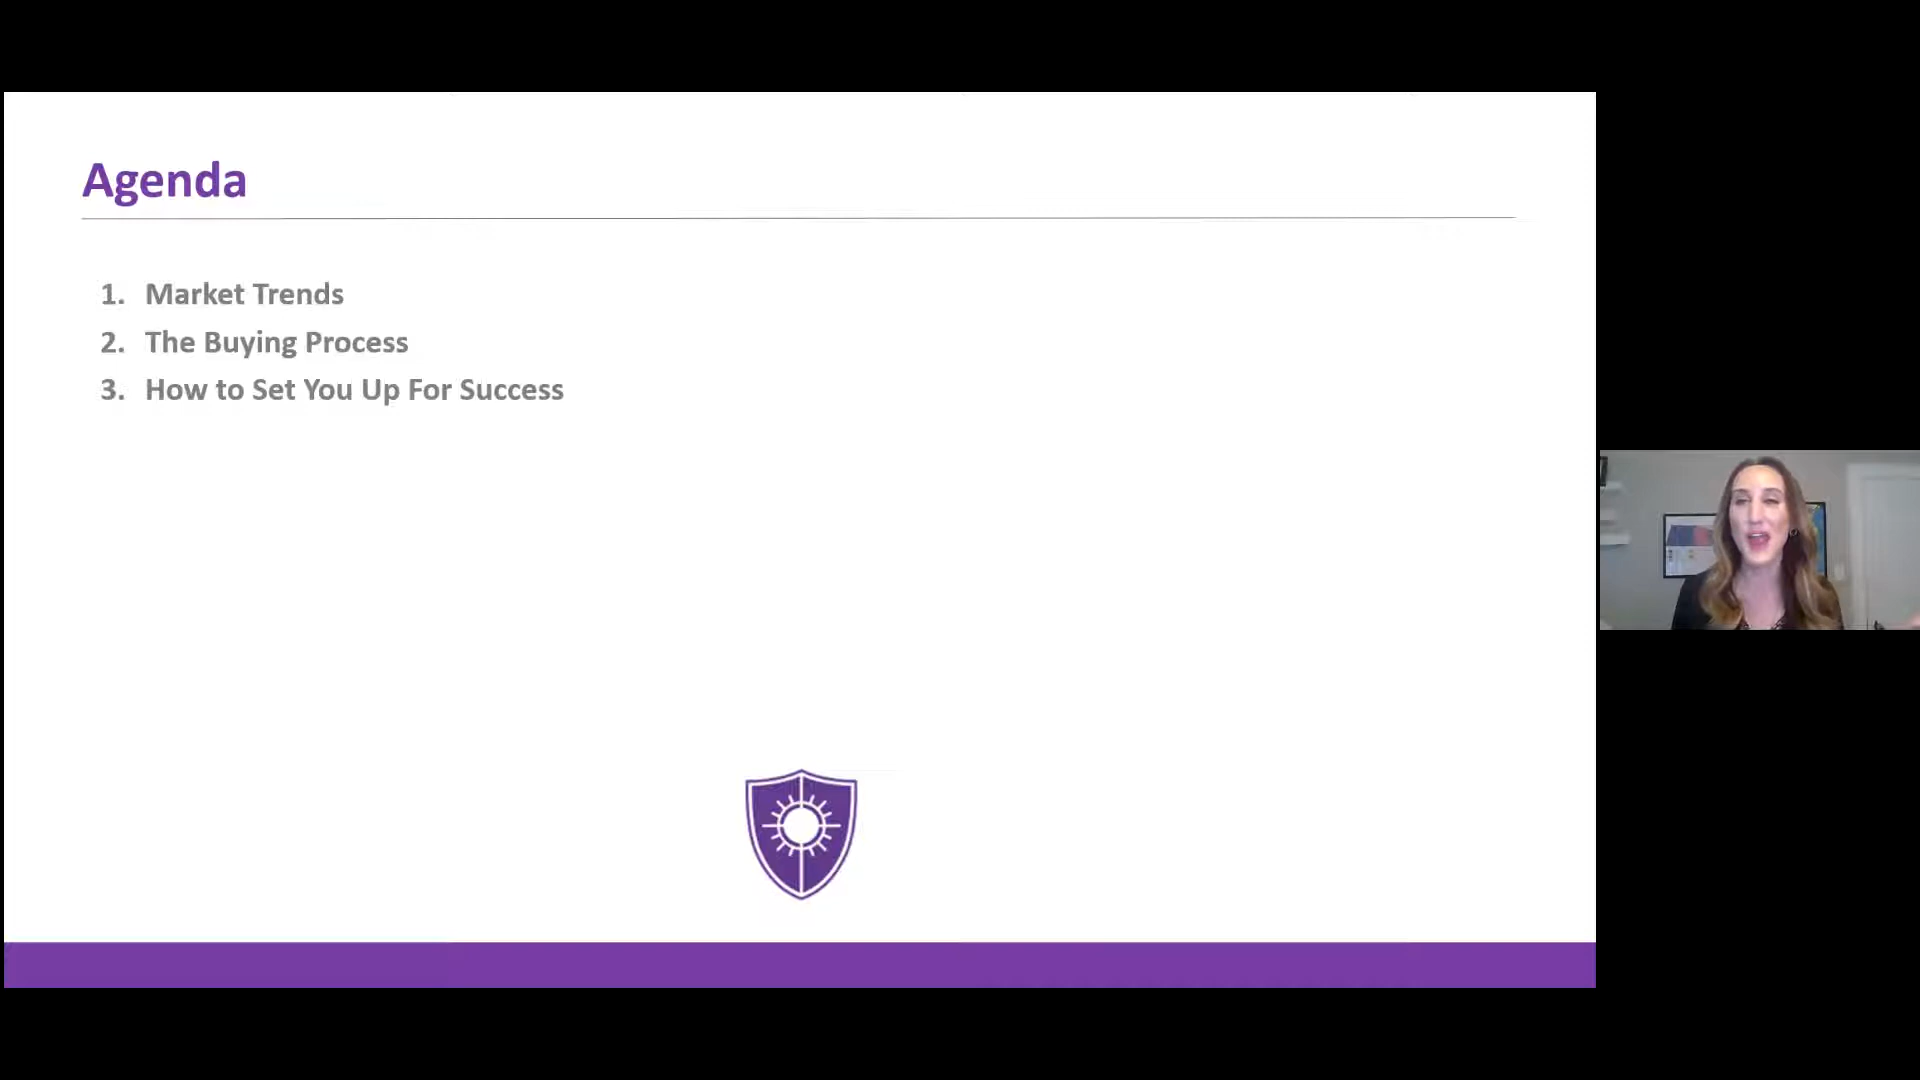 Agenda
1. Market Trends
2. The Buying Process
3. How to Set You Up For Success